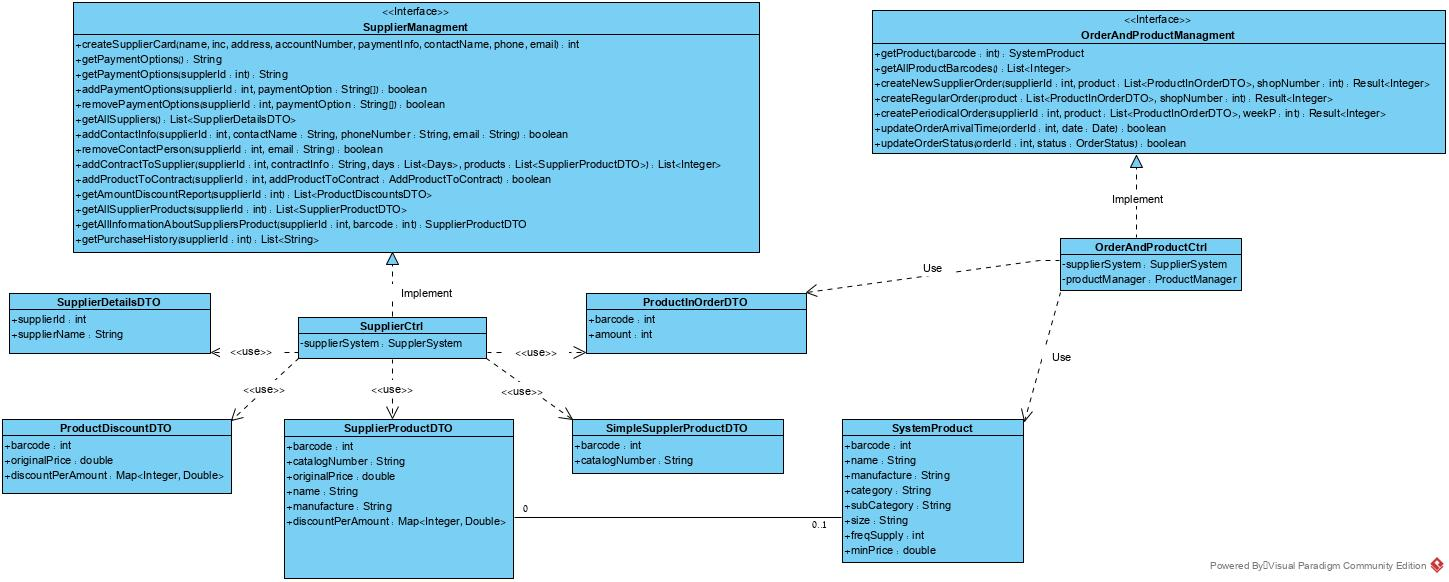 <<Interface>>
SupplierManagment
+createSupplierCard(name, inc, address, accountNumber, paymentInfo, contactName, phone, email) : int
+getPaymentOptions() : String
+getPaymentOptions(supplerId : int) : String
+addPaymentOptions(supplierId : int, paymentOption : String[]) : boolean
+removePaymentOptions(supplierId : int, paymentOption : String[]) : boolean
+getAllSuppliers() : List<SupplierDetailsDTO>
+addContactInfo(supplierId : int, contactName : String, phoneNumber : String, email : String) : boolean
+removeContactPerson(supplierId : int, email : String) : boolean
+addContractToSupplier(supplierId : int, contractInfo : String, days : List<Days>, products : List<SupplierProductDTO>) : List<Integer>
+addProductToContract(supplierId : int, addProductToContract : AddProductToContract) : boolean
+getAmountDiscountReport(supplierId : int) : List<ProductDiscountsDTO>
+getAllSupplierProducts(supplierId : int) : List<SupplierProductDTO>
+getAllInformationAboutSuppliersProduct(supplierId : int, barcode : int) : SupplierProductDTO
+getPurchaseHistory(supplierId : int) : List<String>
<<Interface>>
OrderAndProductManagment
+getProduct(barcode : int) : SystemProduct
+getAllProductBarcodes() : List<Integer>
+createNewSupplierOrder(supplierId : int, product : List<ProductInOrderDTO>, shopNumber : int) : Result<Integer>
+createRegularOrder(product : List<ProductInOrderDTO>, shopNumber : int) : Result<Integer>
+createPeriodicalOrder(supplierId : int, product : List<ProductInOrderDTO>, weekP : int) : Result<Integer>
+updateOrderArrivalTime(orderId : int, date : Date) : boolean
+updateOrderStatus(orderId : int, status : OrderStatus) : boolean
Implement
Implement
OrderAndProductCtrl
-supplierSystem : SupplierSystem
-productManager : ProductManager
Use
Use
SupplierDetailsDTO
+supplierId : int
+supplierName : String
SupplierCtrl
-supplierSystem : SupplerSystem
ProductInOrderDTO
+barcode : int
+amount : int
<<use>>
<<use>>
<<use>>
<<use>>
<<use>>
ProductDiscountDTO
+barcode : int
+originalPrice : double
+discountPerAmount : Map<Integer, Double>
SupplierProductDTO
+barcode : int
+catalogNumber : String
+originalPrice : double
+name : String
+manufacture : String
+discountPerAmount : Map<Integer, Double>
SimpleSupplerProductDTO
+barcode : int
+catalogNumber : String
SystemProduct
+barcode : int
+name : String
+manufacture : String
+category : String
+subCategory : String
+size : String
+freqSupply : int
+minPrice : double
0
0..1
Powered By Visual Paradigm Community Edition